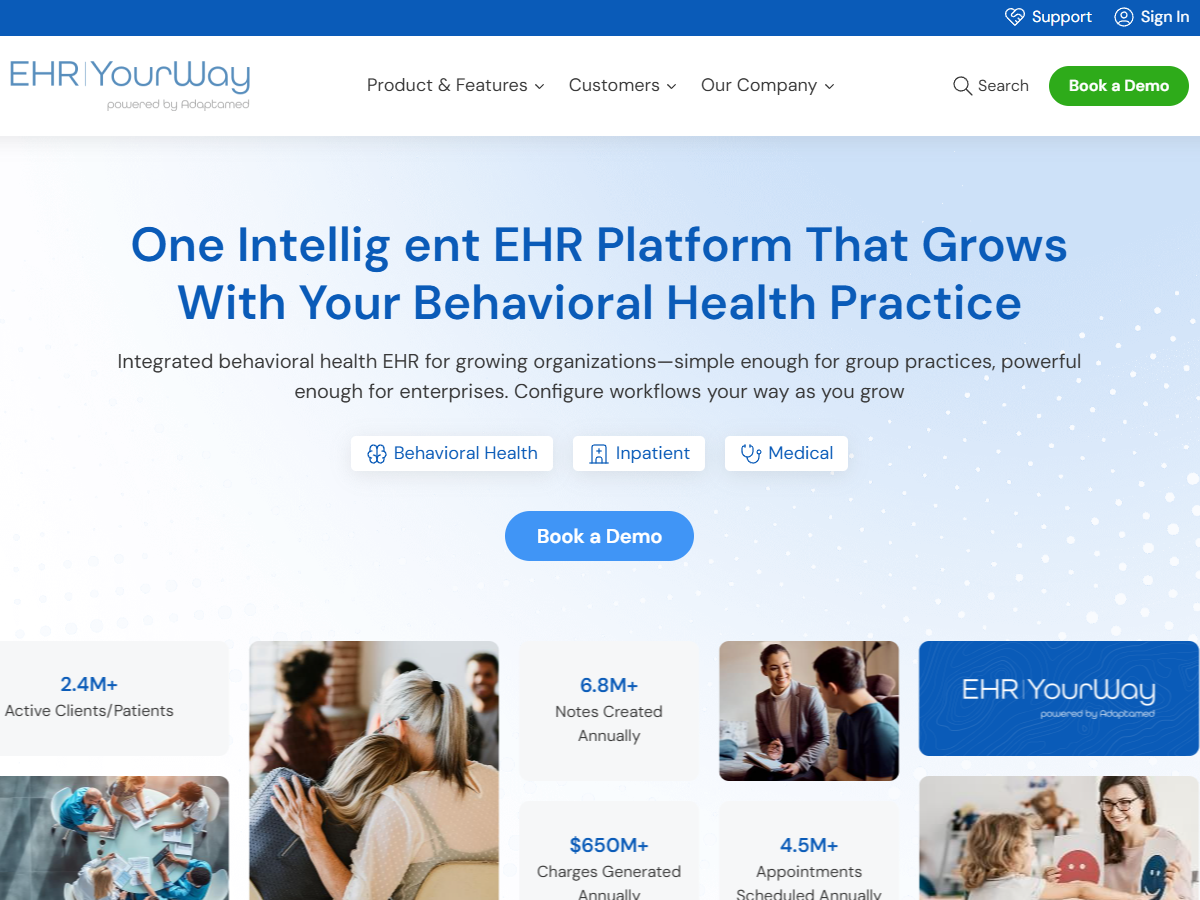 Support
Sign In
EHR|YourWay
powered by Adaptamed
Product & Features
Customers
Our Company
Search
Book a Demo
One Intellig ent EHR Platform That Grows
With Your Behavioral Health Practice
Integrated behavioral health EHR for growing organizations—simple enough for group practices, powerful
enough for enterprises. Configure workflows your way as you grow
Behavioral Health
Inpatient
Medical
Book a Demo
2.4M+
Active Clients/Patients
6.8M+
Notes Created
Annually
EHR|YourWay
powered by Adaptamed
$650M+
Charges Generated
Annually
4.5M+
Appointments
Scheduled Annually